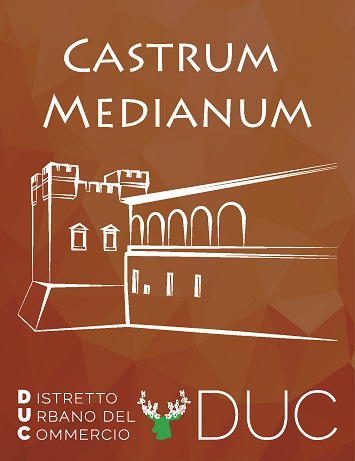 CASTRUM
MEDIANUM
DISTRETTO
URBANO DEL
COMMERCIO
DUC